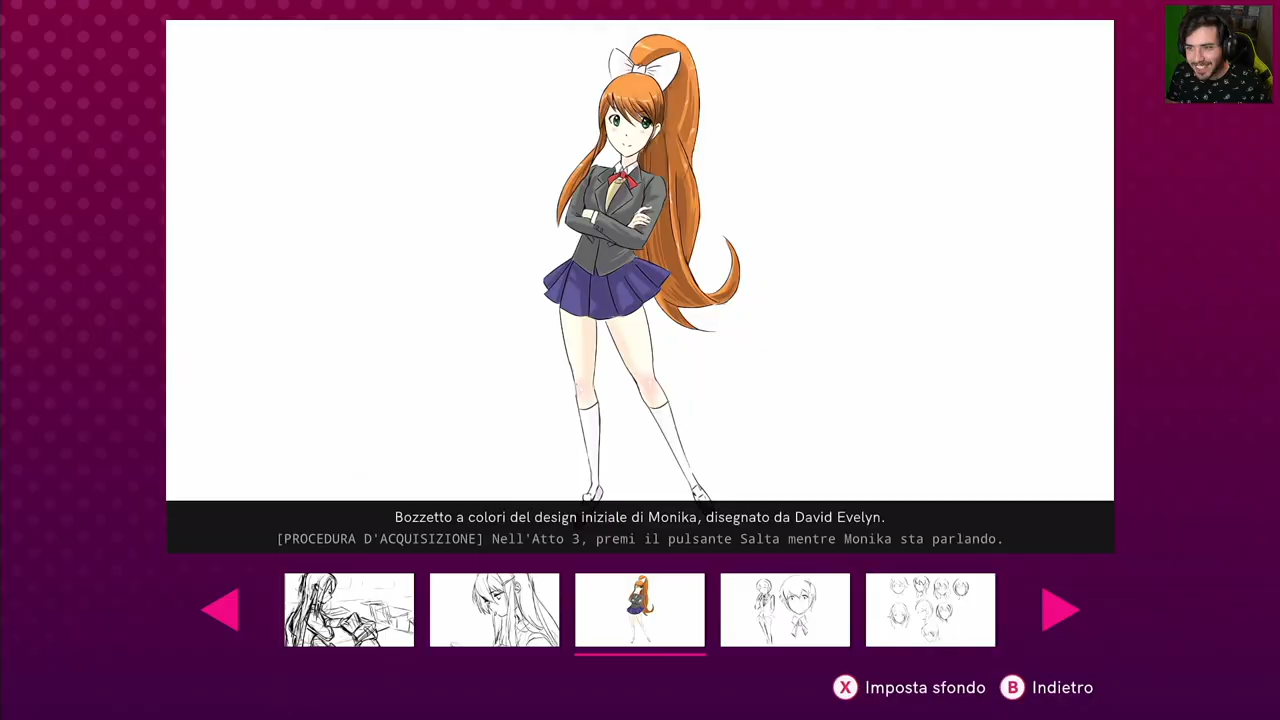 Bozzetto a colori del design iniziale di Monika, disegnato da David Evelyn.
[PROCEDURA D'ACQUISIZIONE] Nell'Atto 3, premi il pulsante Salta mentre Monika sta parlando.
X Imposta sfondo B Indietro